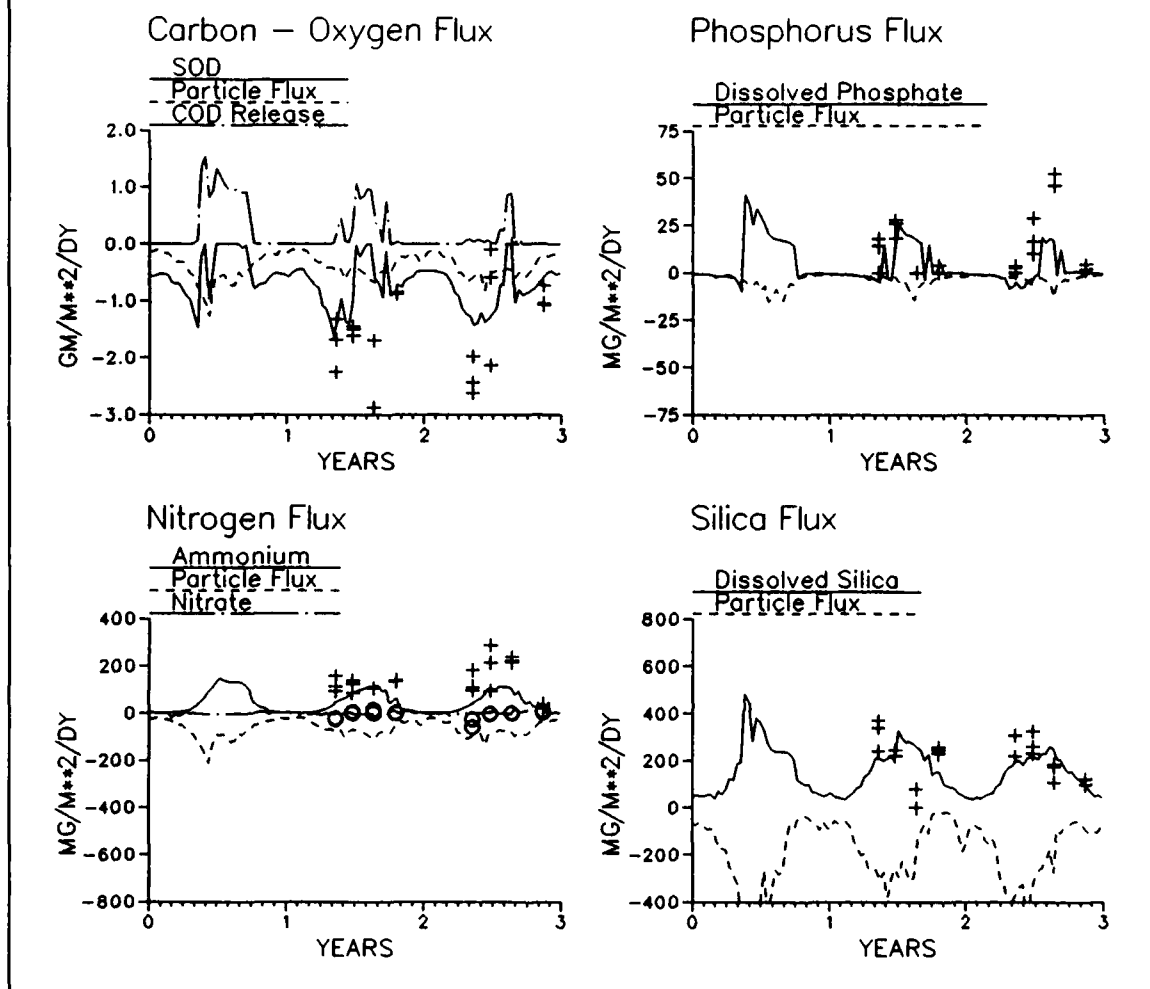 Carbon – Oxygen Flux
SOD
Particle Flux
COD Release
2.0
1.0
0.0
-1.0
-2.0
-3.0
GM/M**2/DY
0 1 2 3
YEARS
Phosphorus Flux
Dissolved Phosphate
Particle Flux
75
50
25
0
-25
-50
-75
MG/M**2/DY
0 1 2 3
YEARS
Nitrogen Flux
Ammonium
Particle Flux
Nitrate
400
200
0
-200
-400
-600
-800
MG/M**2/DY
0 1 2 3
YEARS
Silica Flux
Dissolved Silica
Particle Flux
800
600
400
200
0
-200
-400
MG/M**2/DY
0 1 2 3
YEARS